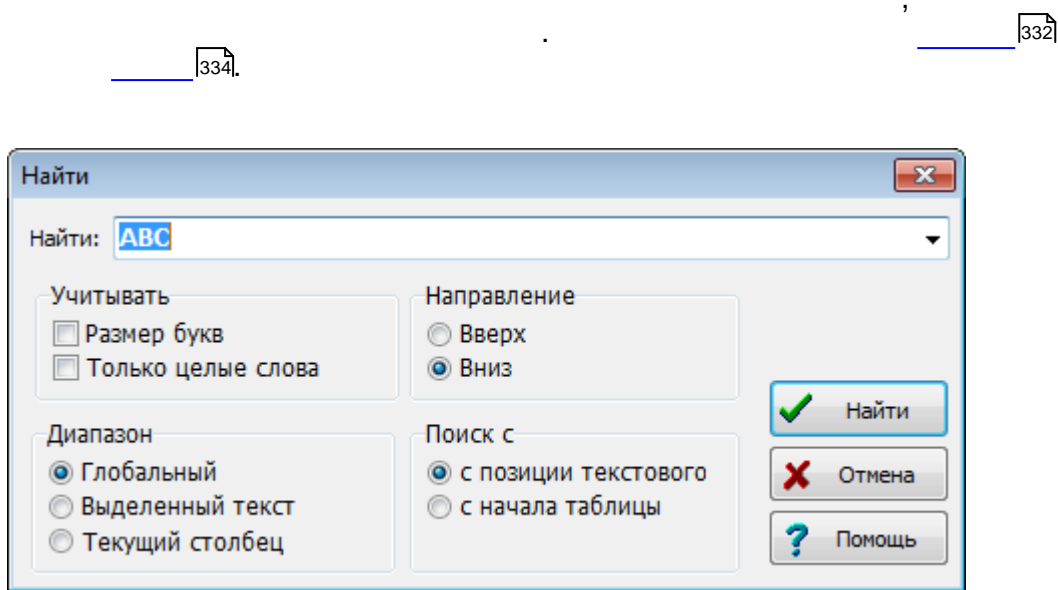 ,
. 332
334.
Найти
Найти: ABC
Учитывать
Размер букв
Только целые слова
Направление
Вверх
Вниз
Диапазон
Глобальный
Выделенный текст
Текущий столбец
Поиск с
с позиции текстового
с начала таблицы
Найти
Отмена
Помощь